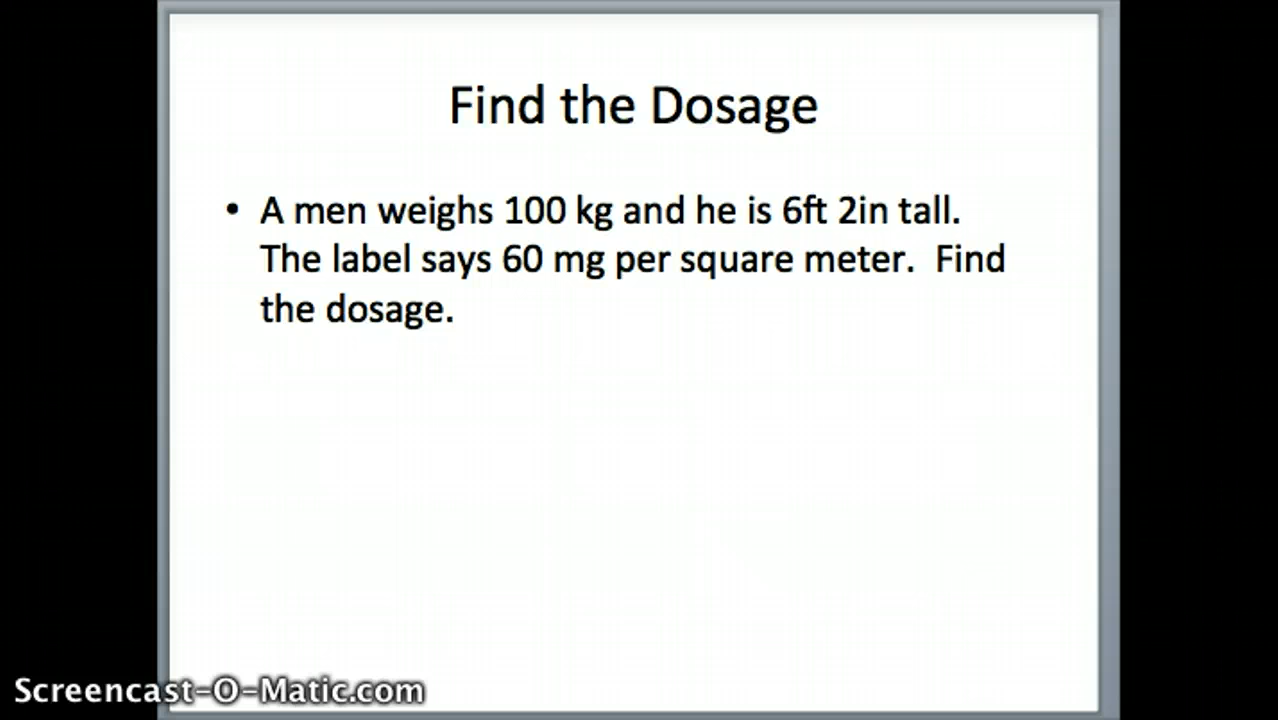 Find the Dosage
• A men weighs 100 kg and he is 6ft 2in tall.
The label says 60 mg per square meter.  Find
the dosage.
Screencast-O-Matic.com